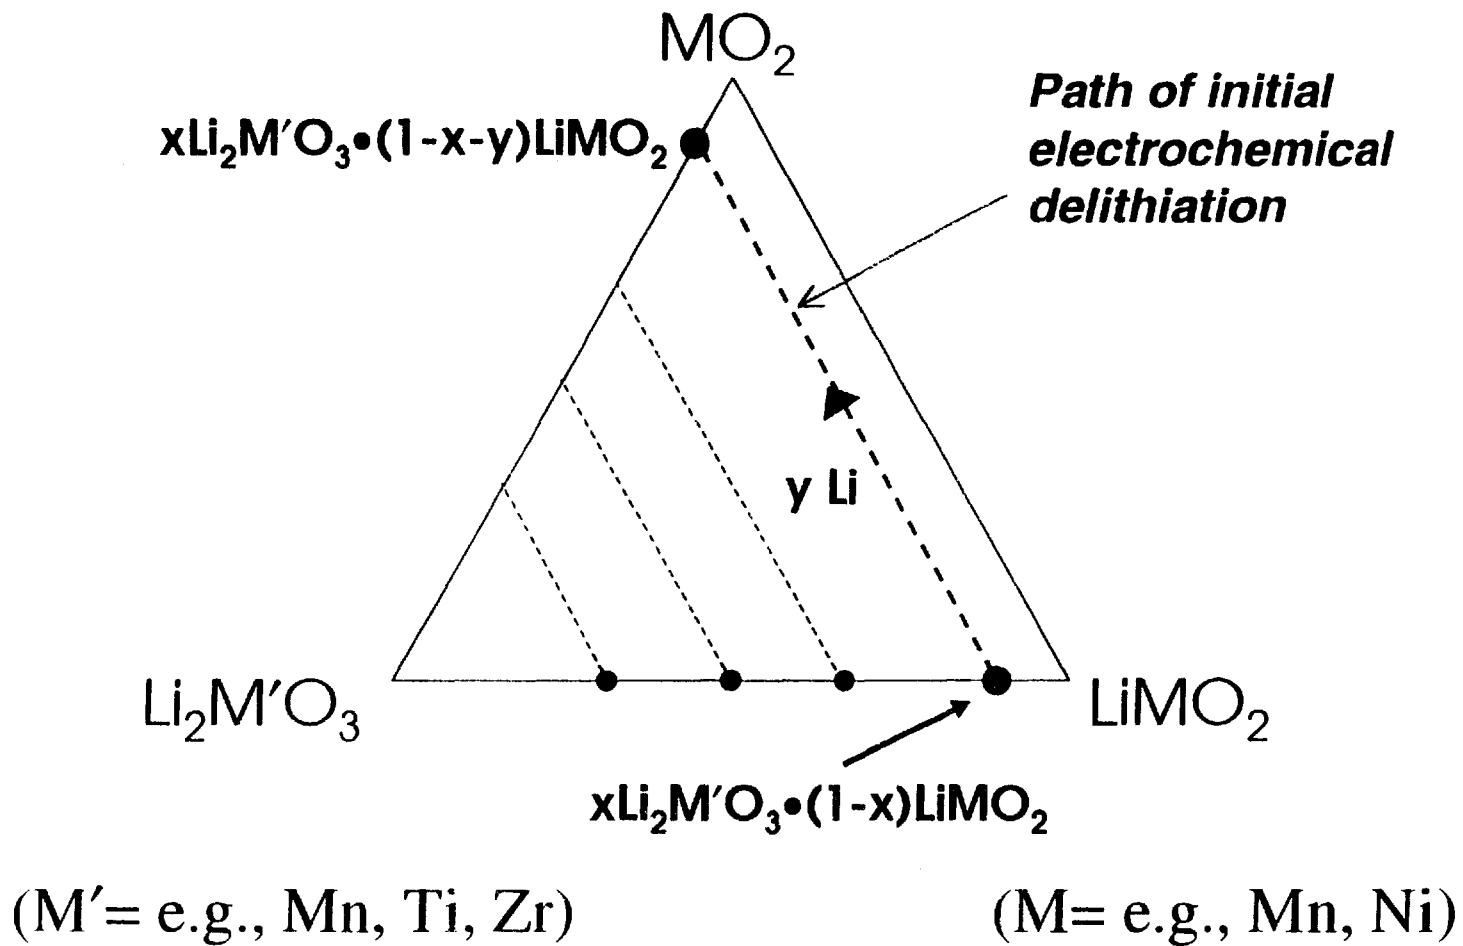 MO₂
xLi₂M′O₃•(1-x-y)LiMO₂
Path of initial
electrochemical
delithiation
y Li
Li₂M′O₃
LiMO₂
xLi₂M′O₃•(1-x)LiMO₂
(M′= e.g., Mn, Ti, Zr)
(M= e.g., Mn, Ni)